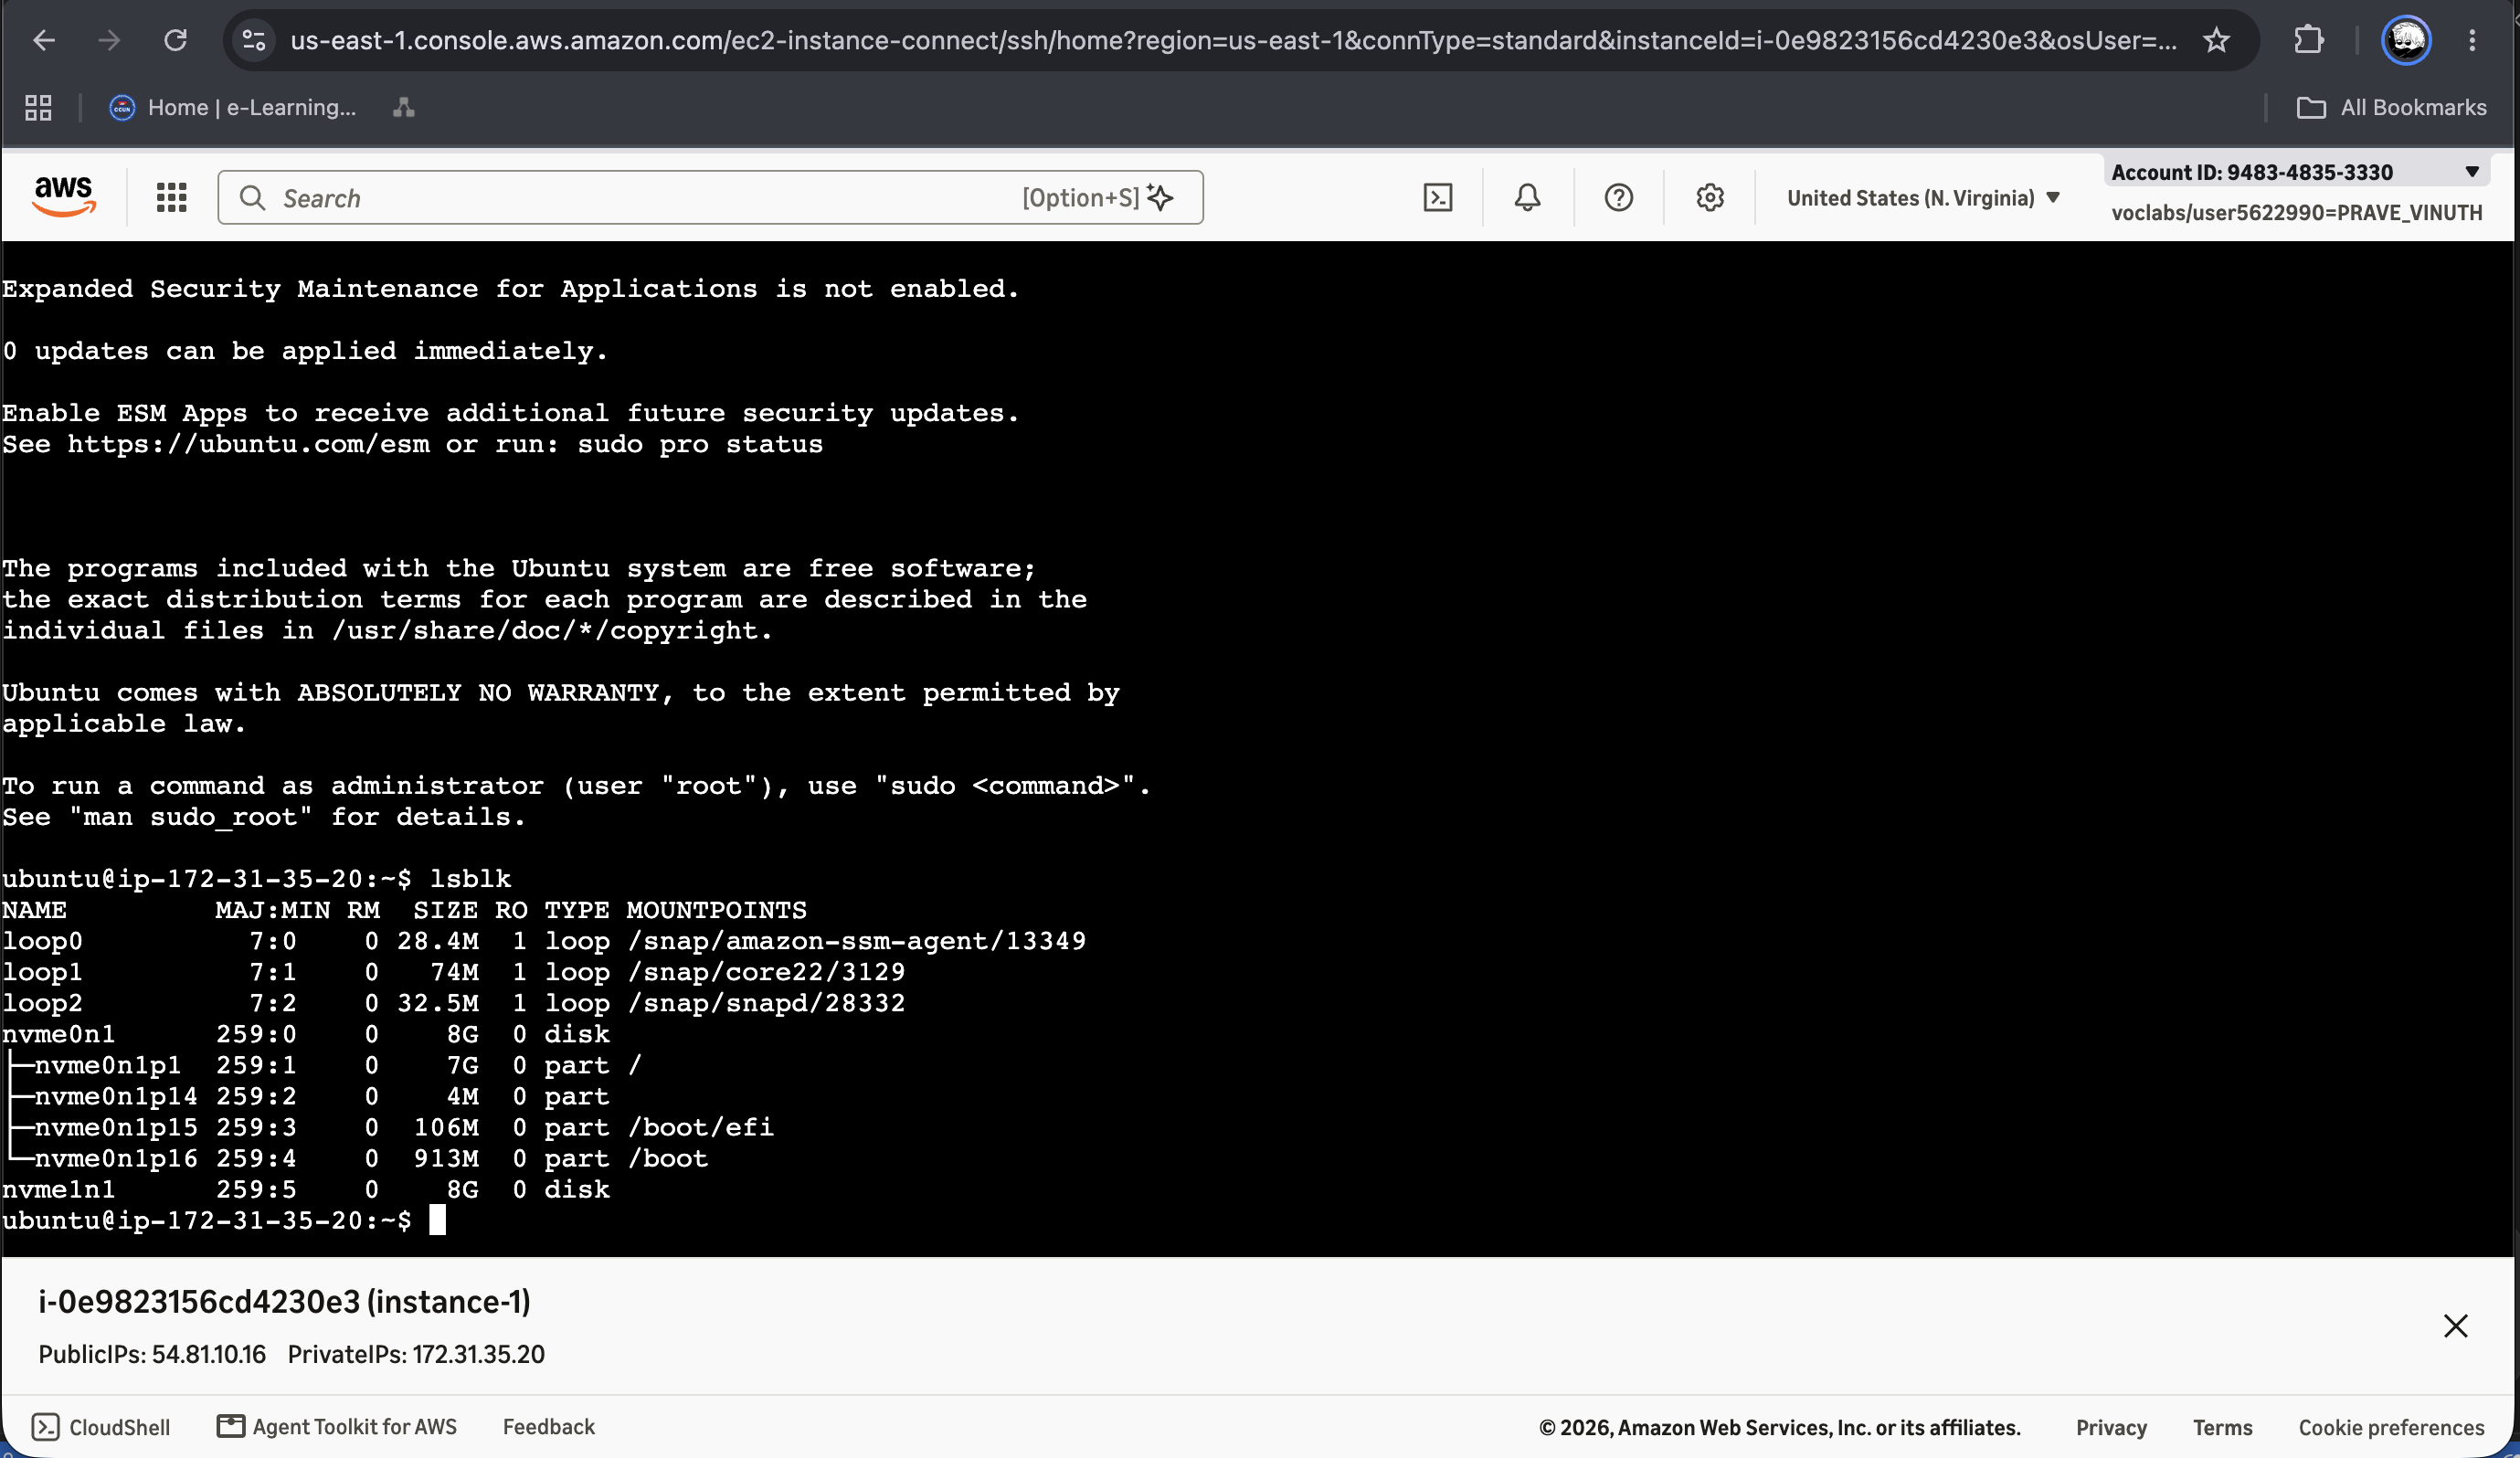 us-east-1.console.aws.amazon.com/ec2-instance-connect/ssh/home?region=us-east-1&connType=standard&instanceId=i-0e9823156cd4230e3&osUser=...
Home | e-Learning...
All Bookmarks
aws
Search
[Option+S]
United States (N. Virginia)
Account ID: 9483-4835-3330
voclabs/user5622990=PRAVE_VINUTH
Expanded Security Maintenance for Applications is not enabled.
0 updates can be applied immediately.
Enable ESM Apps to receive additional future security updates.
See https://ubuntu.com/esm or run: sudo pro status
The programs included with the Ubuntu system are free software;
the exact distribution terms for each program are described in the
individual files in /usr/share/doc/*/copyright.
Ubuntu comes with ABSOLUTELY NO WARRANTY, to the extent permitted by
applicable law.
To run a command as administrator (user "root"), use "sudo <command>".
See "man sudo_root" for details.
ubuntu@ip-172-31-35-20:~$ lsblk
NAME         MAJ:MIN RM  SIZE RO TYPE MOUNTPOINTS
loop0          7:0    0 28.4M  1 loop /snap/amazon-ssm-agent/13349
loop1          7:1    0   74M  1 loop /snap/core22/3129
loop2          7:2    0 32.5M  1 loop /snap/snapd/28332
nvme0n1      259:0    0    8G  0 disk
├─nvme0n1p1  259:1    0    7G  0 part /
├─nvme0n1p14 259:2    0    4M  0 part
├─nvme0n1p15 259:3    0  106M  0 part /boot/efi
└─nvme0n1p16 259:4    0  913M  0 part /boot
nvme1n1      259:5    0    8G  0 disk
ubuntu@ip-172-31-35-20:~$
i-0e9823156cd4230e3 (instance-1)
PublicIPs: 54.81.10.16 PrivateIPs: 172.31.35.20
CloudShell
Agent Toolkit for AWS
Feedback
© 2026, Amazon Web Services, Inc. or its affiliates.
Privacy
Terms
Cookie preferences